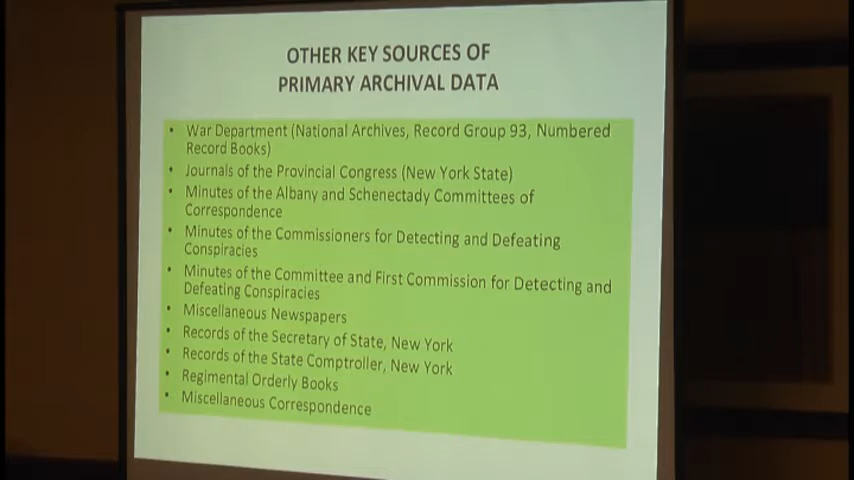 OTHER KEY SOURCES OF
PRIMARY ARCHIVAL DATA
• War Department (National Archives, Record Group 93, Numbered
Record Books)
• Journals of the Provincial Congress (New York State)
• Minutes of the Albany and Schenectady Committees of
Correspondence
• Minutes of the Commissioners for Detecting and Defeating
Conspiracies
• Minutes of the Committee and First Commission for Detecting and
Defeating Conspiracies
• Miscellaneous Newspapers
• Records of the Secretary of State, New York
• Records of the State Comptroller, New York
• Regimental Orderly Books
• Miscellaneous Correspondence